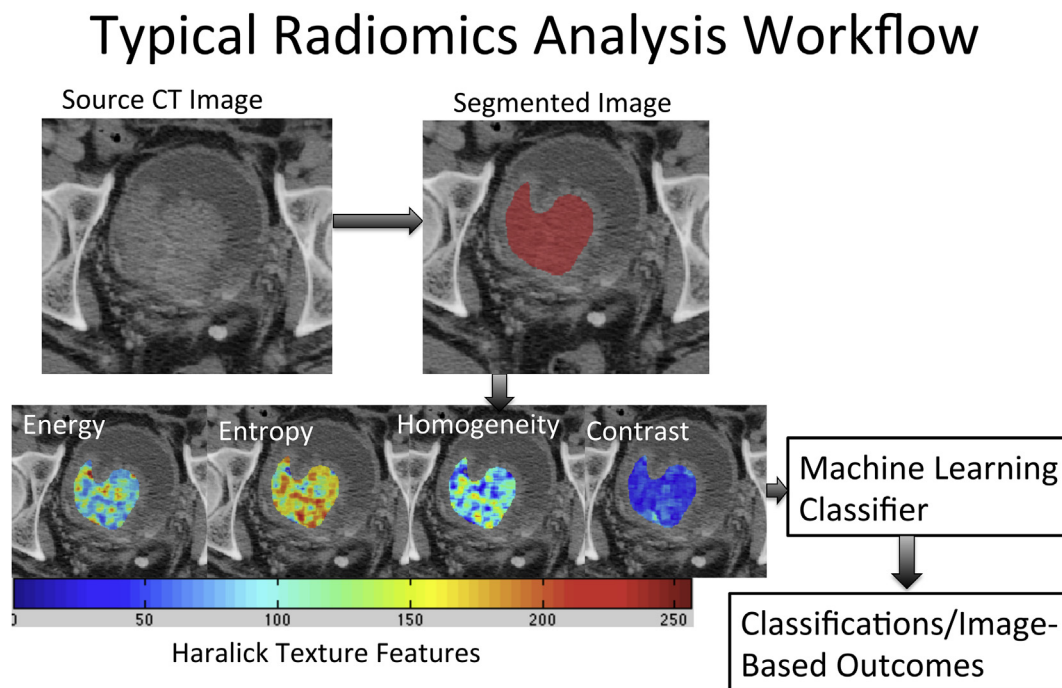 Typical Radiomics Analysis Workflow
Source CT Image
Segmented Image
Energy
Entropy
Homogeneity
Contrast
Machine Learning
Classifier
0 50 100 150 200 250
Haralick Texture Features
Classifications/Image-
Based Outcomes